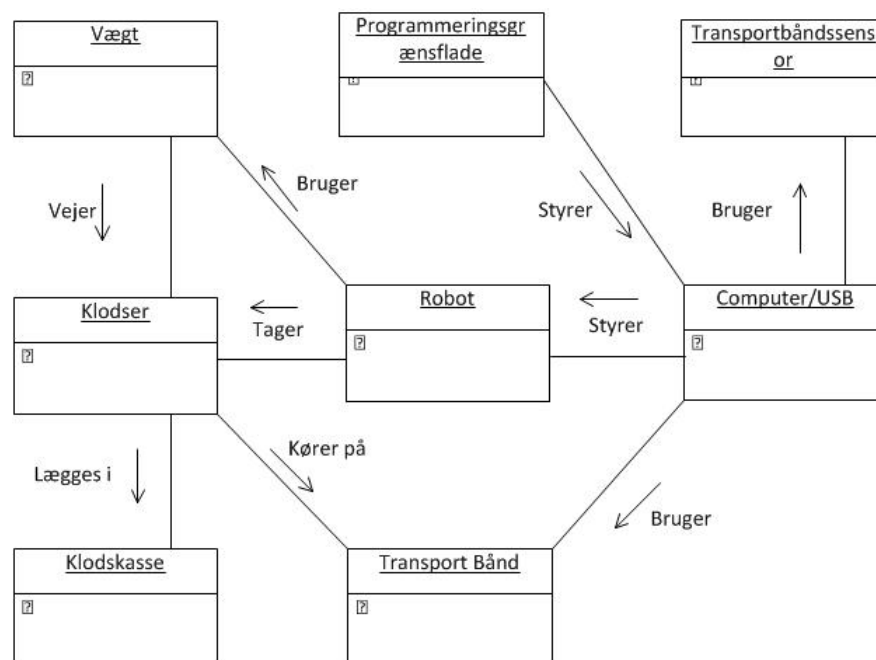 Vægt
Programmeringsgr
ænsflade
Transportbåndssens
or
Vejer
Bruger
Styrer
Bruger
Klodser
Tager
Robot
Styrer
Computer/USB
Lægges i
Kører på
Bruger
Klodskasse
Transport Bånd